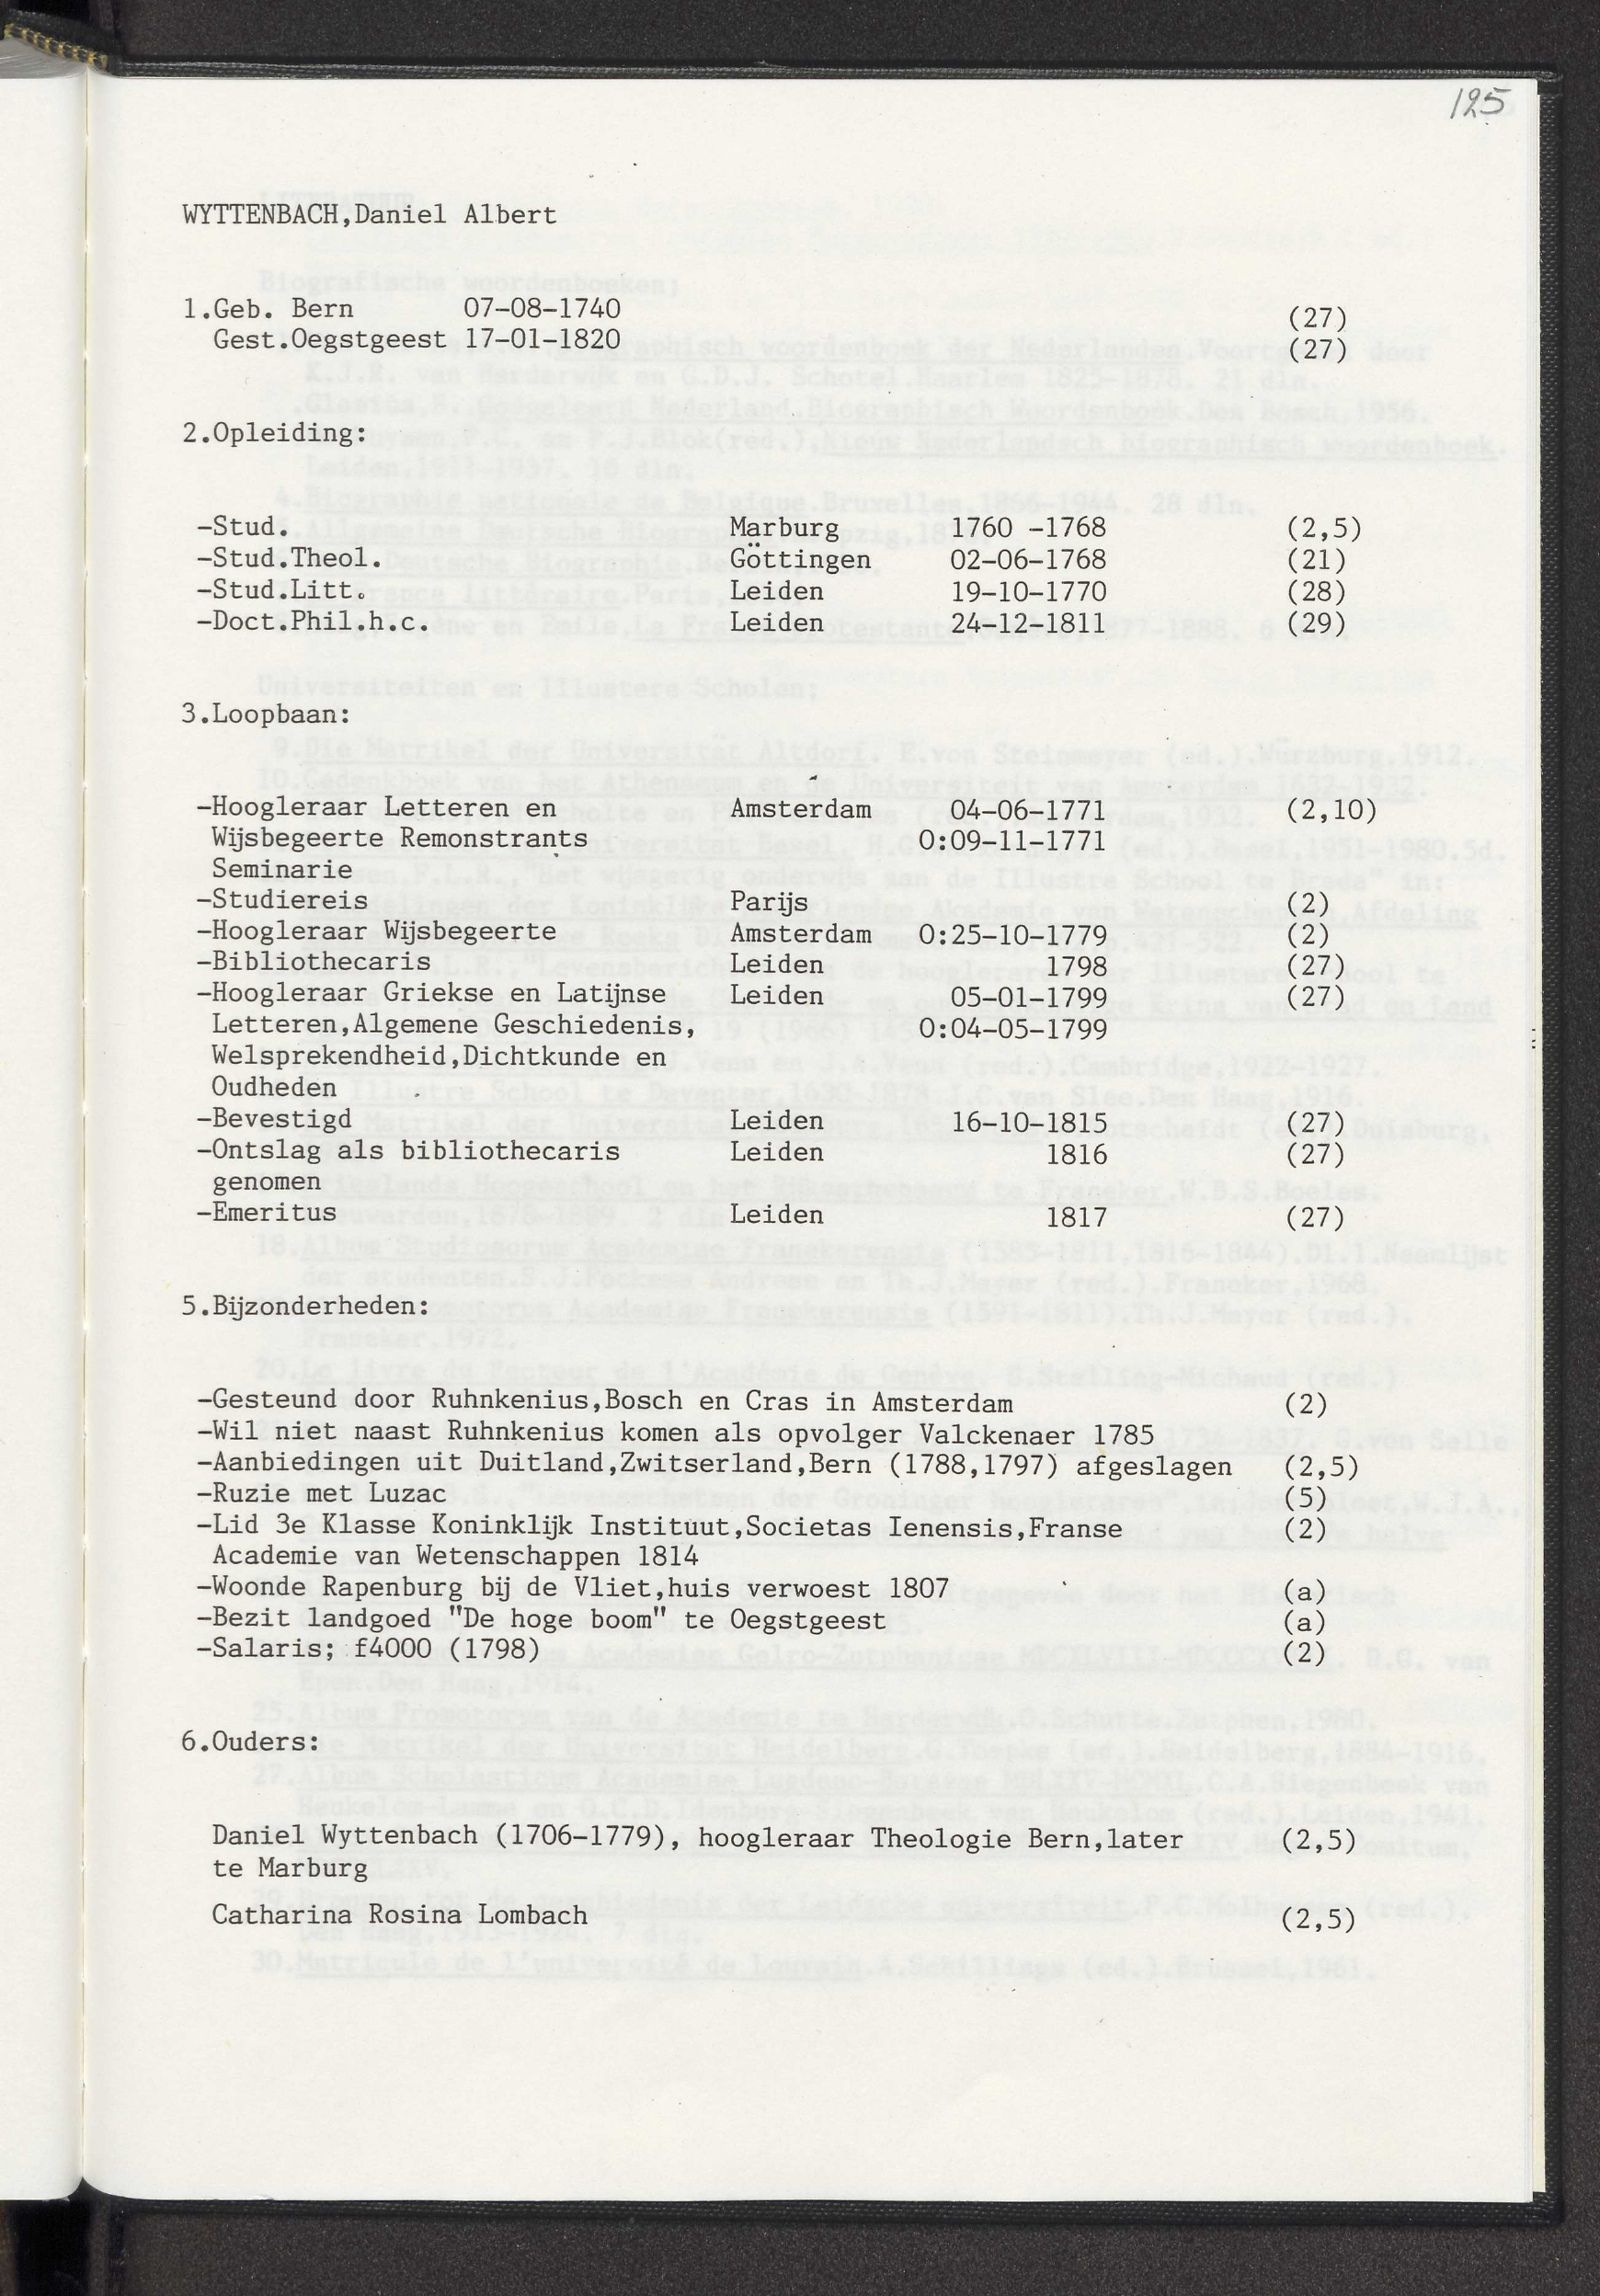 125
WYTTENBACH,Daniel Albert
1.Geb. Bern 07-08-1740 (27)
Gest.Oegstgeest 17-01-1820 (27)
2.Opleiding:
-Stud. Marburg 1760 -1768 (2,5)
-Stud.Theol. Göttingen 02-06-1768 (21)
-Stud.Litt. Leiden 19-10-1770 (28)
-Doct.Phil.h.c. Leiden 24-12-1811 (29)
3.Loopbaan:
-Hoogleraar Letteren en Amsterdam 04-06-1771 (2,10)
Wijsbegeerte Remonstrants O:09-11-1771
Seminarie
-Studiereis Parijs (2)
-Hoogleraar Wijsbegeerte Amsterdam O:25-10-1779 (2)
-Bibliothecaris Leiden 1798 (27)
-Hoogleraar Griekse en Latijnse Leiden 05-01-1799 (27)
Letteren,Algemene Geschiedenis, O:04-05-1799
Welsprekendheid,Dichtkunde en
Oudheden
-Bevestigd Leiden 16-10-1815 (27)
-Ontslag als bibliothecaris Leiden 1816 (27)
genomen
-Emeritus Leiden 1817 (27)
5.Bijzonderheden:
-Gesteund door Ruhnkenius,Bosch en Cras in Amsterdam (2)
-Wil niet naast Ruhnkenius komen als opvolger Valckenaer 1785
-Aanbiedingen uit Duitland,Zwitserland,Bern (1788,1797) afgeslagen (2,5)
-Ruzie met Luzac (5)
-Lid 3e Klasse Koninklijk Instituut,Societas Ienensis,Franse (2)
Academie van Wetenschappen 1814
-Woonde Rapenburg bij de Vliet,huis verwoest 1807 (a)
-Bezit landgoed "De hoge boom" te Oegstgeest (a)
-Salaris; f4000 (1798) (2)
6.Ouders:
Daniel Wyttenbach (1706-1779), hoogleraar Theologie Bern,later (2,5)
te Marburg
Catharina Rosina Lombach (2,5)